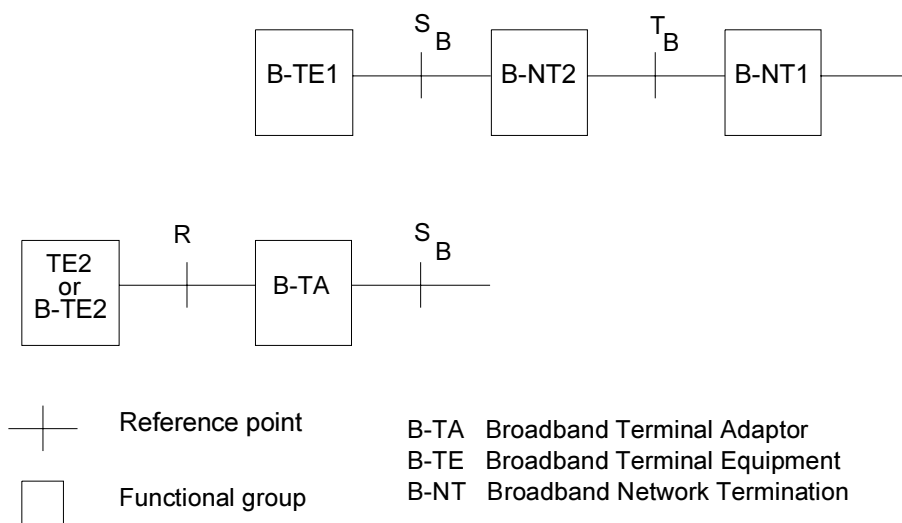 S B
T B
B-TE1
B-NT2
B-NT1
R
S B
TE2
or
B-TE2
B-TA
Reference point
Functional group
B-TA Broadband Terminal Adaptor
B-TE Broadband Terminal Equipment
B-NT Broadband Network Termination